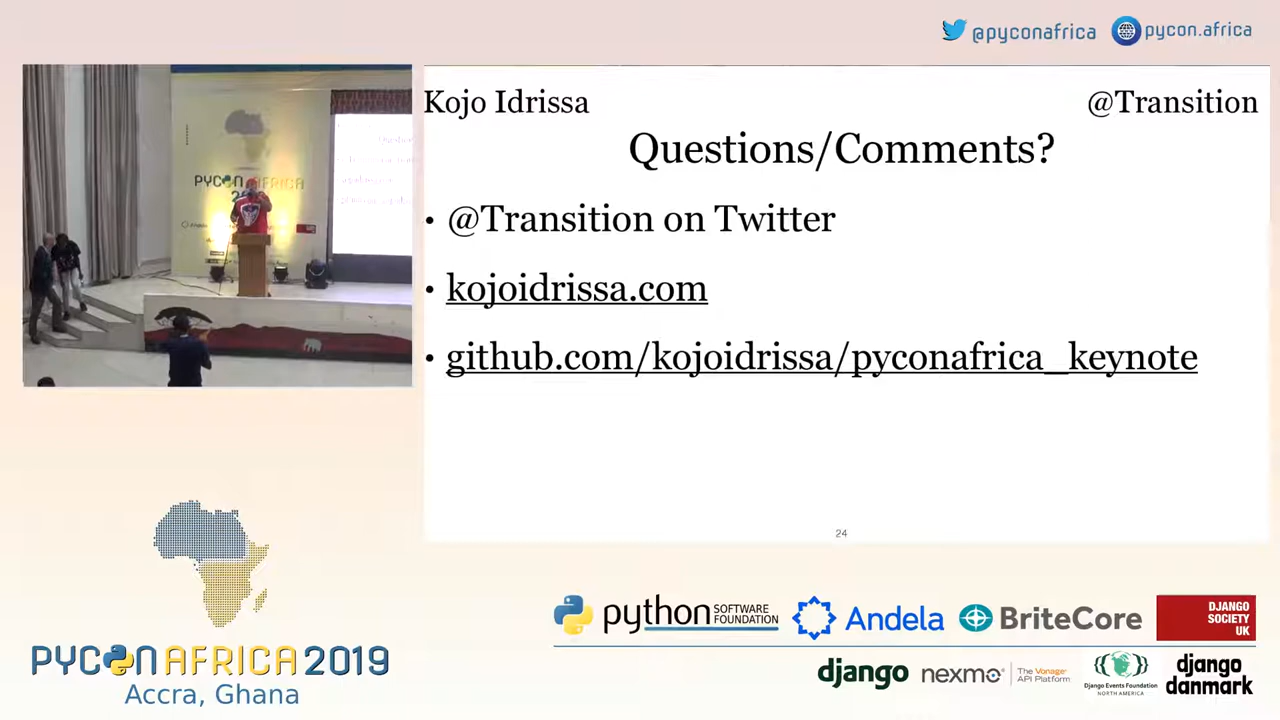 @pyconafrica
pycon.africa
Kojo Idrissa
@Transition
Questions/Comments?
• @Transition on Twitter
• kojoidrissa.com
• github.com/kojoidrissa/pyconafrica_keynote
24
PYCON AFRICA
PYCON AFRICA 2019
Accra, Ghana
python SOFTWARE
FOUNDATION
Andela
BriteCore
DJANGO
SOCIETY
UK
django
nexmo
The Vonage
API Platform
Django Events Foundation
NORTH AMERICA
django
danmark